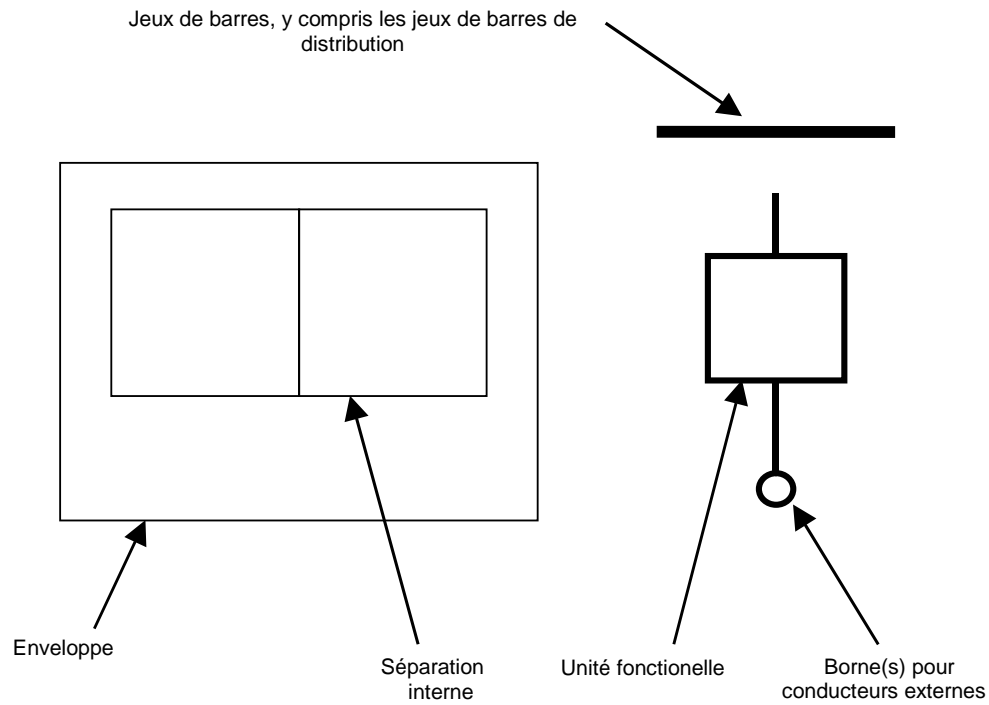 Jeux de barres, y compris les jeux de barres de
distribution
Enveloppe
Séparation
interne
Unité fonctionelle
Borne(s) pour
conducteurs externes